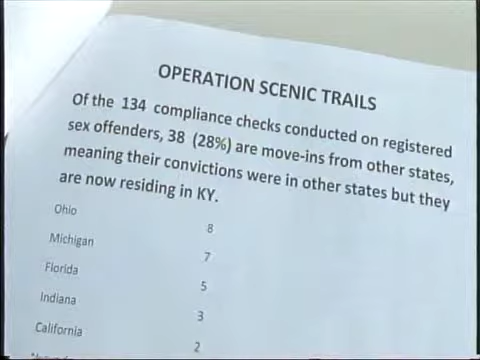 OPERATION SCENIC TRAILS
Of the 134 compliance checks conducted on registered
sex offenders, 38 (28%) are move-ins from other states,
meaning their convictions were in other states but they
are now residing in KY.
Ohio 8
Michigan 7
Florida 5
Indiana 3
California 2